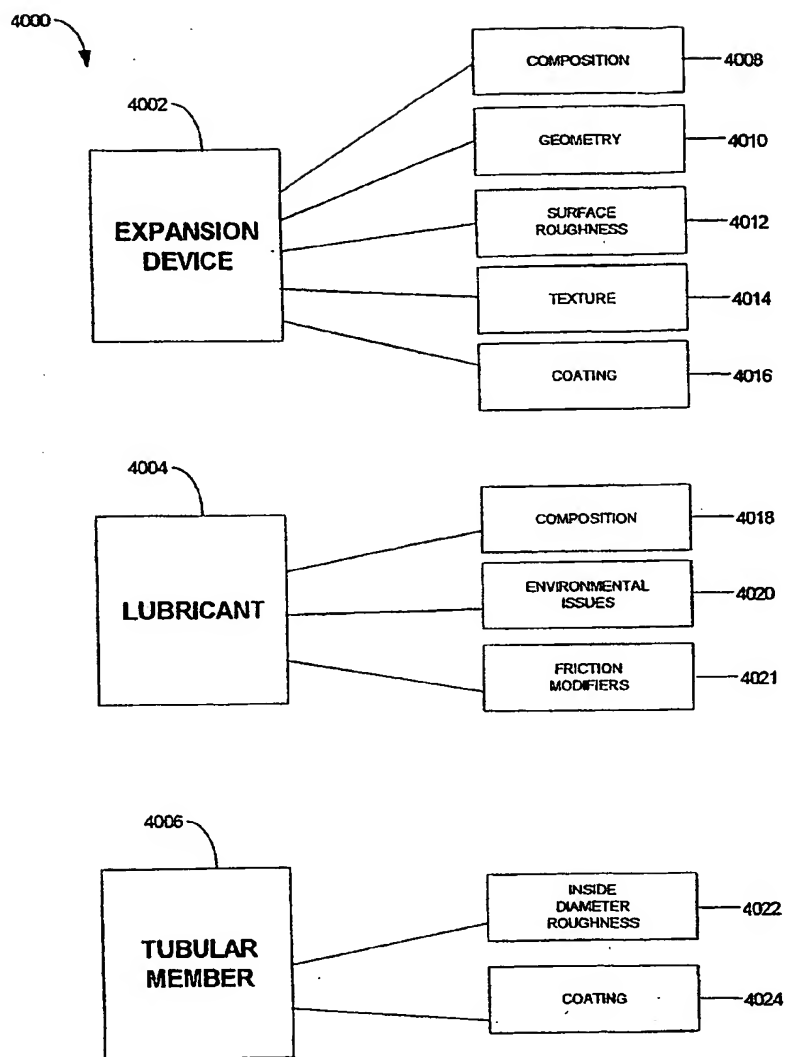 4000
4002
EXPANSION
DEVICE
COMPOSITION
4008
GEOMETRY
4010
SURFACE
ROUGHNESS
4012
TEXTURE
4014
COATING
4016
4004
LUBRICANT
COMPOSITION
4018
ENVIRONMENTAL
ISSUES
4020
FRICTION
MODIFIERS
4021
4006
TUBULAR
MEMBER
INSIDE
DIAMETER
ROUGHNESS
4022
COATING
4024